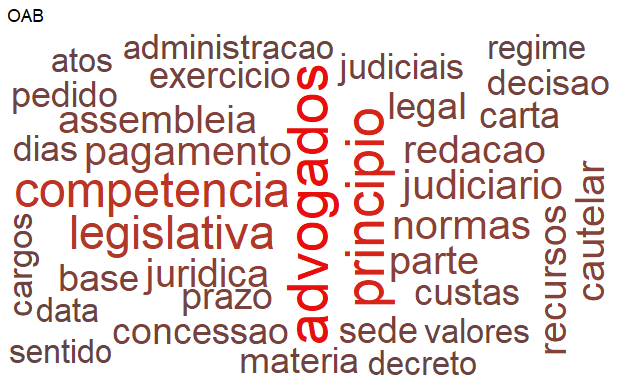 OAB
administracao
regime
atos
exercicio
judiciais
decisao
pedido
assembleia
legal
carta
dias
pagamento
advogados
principio
redacao
competencia
judiciario
cautelar
legislativa
normas
recursos
cargos
base
juridica
parte
prazo
custas
data
concessao
sede
valores
sentido
materia
decreto